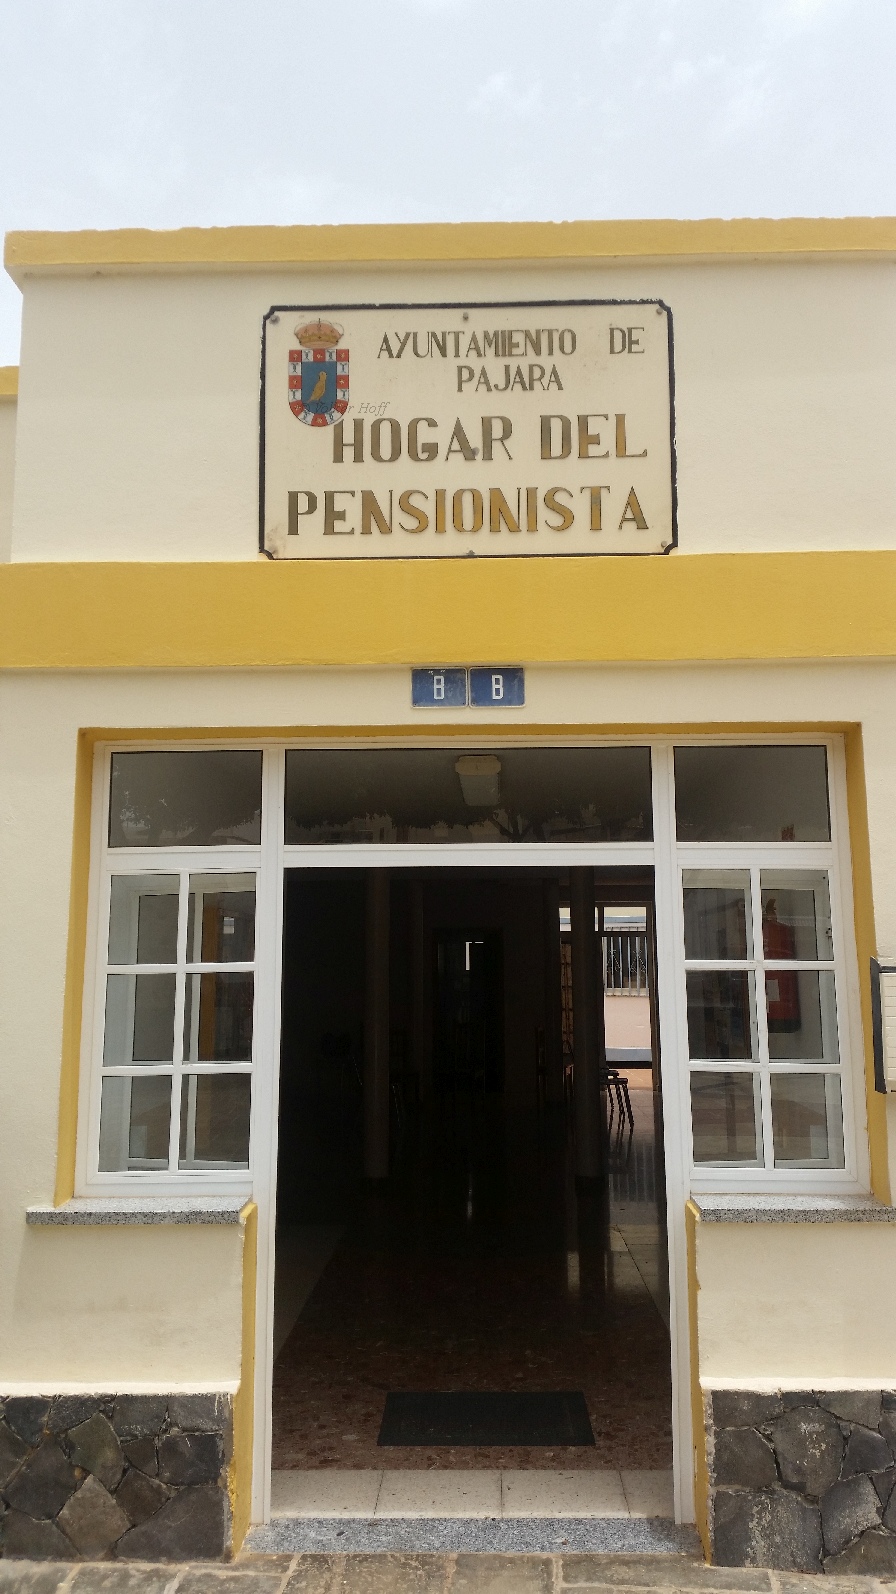 AYUNTAMIENTO DE
PAJARA
HOGAR DEL
PENSIONISTA
8 B